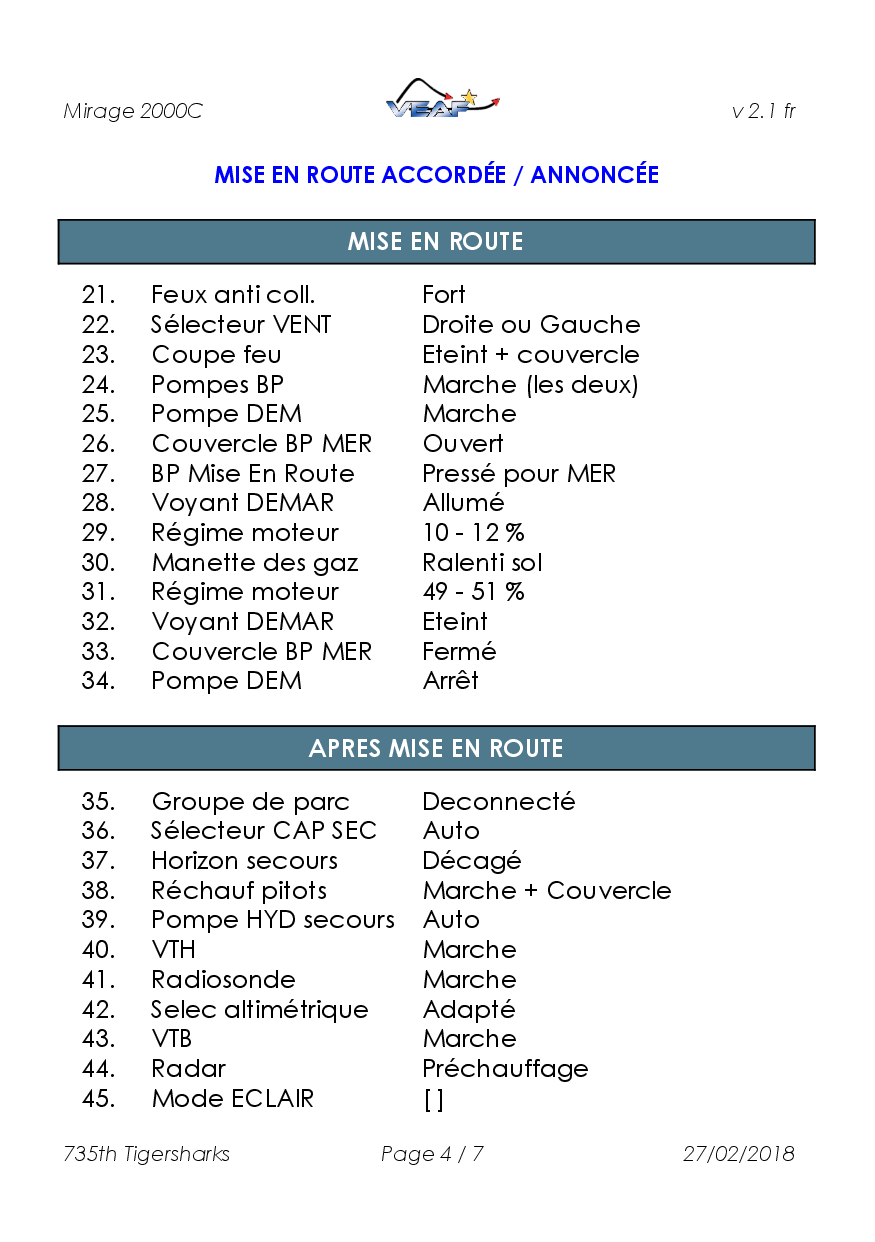 Mirage 2000C VEAF v 2.1 fr
MISE EN ROUTE ACCORDÉE / ANNONCÉE
MISE EN ROUTE
21. Feux anti coll. Fort
22. Sélecteur VENT Droite ou Gauche
23. Coupe feu Eteint + couvercle
24. Pompes BP Marche (les deux)
25. Pompe DEM Marche
26. Couvercle BP MER Ouvert
27. BP Mise En Route Pressé pour MER
28. Voyant DEMAR Allumé
29. Régime moteur 10 - 12 %
30. Manette des gaz Ralenti sol
31. Régime moteur 49 - 51 %
32. Voyant DEMAR Eteint
33. Couvercle BP MER Fermé
34. Pompe DEM Arrêt
APRES MISE EN ROUTE
35. Groupe de parc Deconnecté
36. Sélecteur CAP SEC Auto
37. Horizon secours Décagé
38. Réchauf pitots Marche + Couvercle
39. Pompe HYD secours Auto
40. VTH Marche
41. Radiosonde Marche
42. Selec altimétrique Adapté
43. VTB Marche
44. Radar Préchauffage
45. Mode ECLAIR [ ]
735th Tigersharks Page 4 / 7 27/02/2018